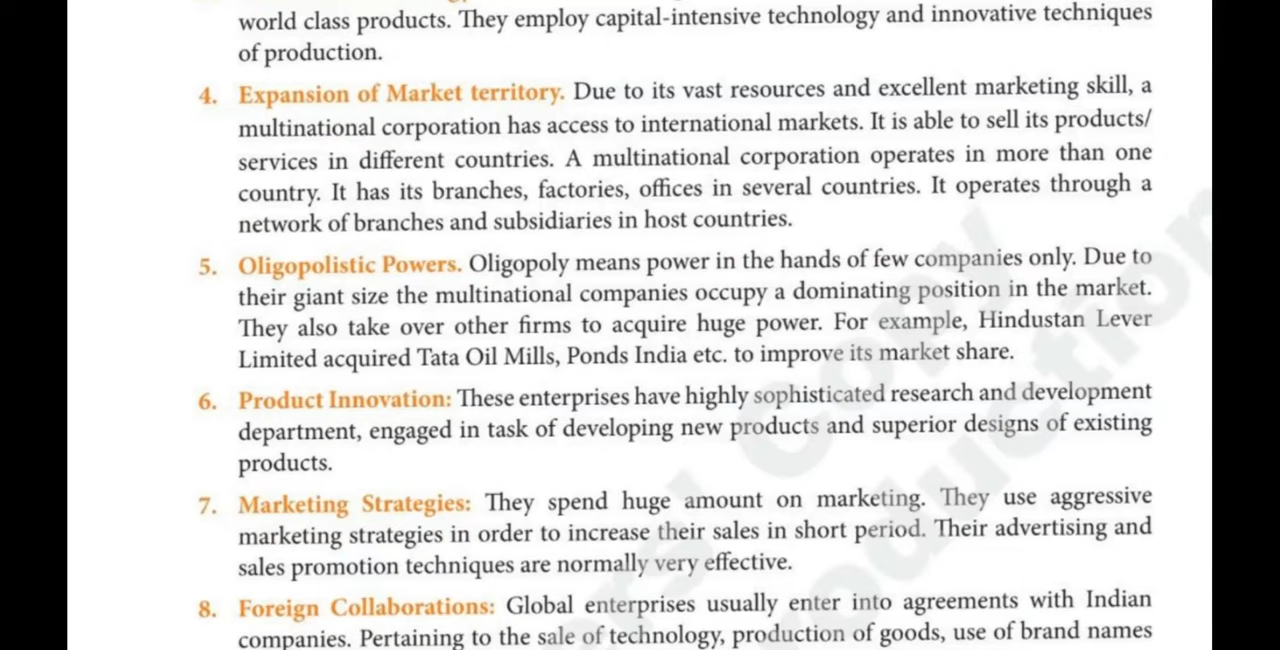 world class products. They employ capital-intensive technology and innovative techniques
of production.
4. Expansion of Market territory. Due to its vast resources and excellent marketing skill, a
multinational corporation has access to international markets. It is able to sell its products/
services in different countries. A multinational corporation operates in more than one
country. It has its branches, factories, offices in several countries. It operates through a
network of branches and subsidiaries in host countries.
5. Oligopolistic Powers. Oligopoly means power in the hands of few companies only. Due to
their giant size the multinational companies occupy a dominating position in the market.
They also take over other firms to acquire huge power. For example, Hindustan Lever
Limited acquired Tata Oil Mills, Ponds India etc. to improve its market share.
6. Product Innovation: These enterprises have highly sophisticated research and development
department, engaged in task of developing new products and superior designs of existing
products.
7. Marketing Strategies: They spend huge amount on marketing. They use aggressive
marketing strategies in order to increase their sales in short period. Their advertising and
sales promotion techniques are normally very effective.
8. Foreign Collaborations: Global enterprises usually enter into agreements with Indian
companies. Pertaining to the sale of technology, production of goods, use of brand names